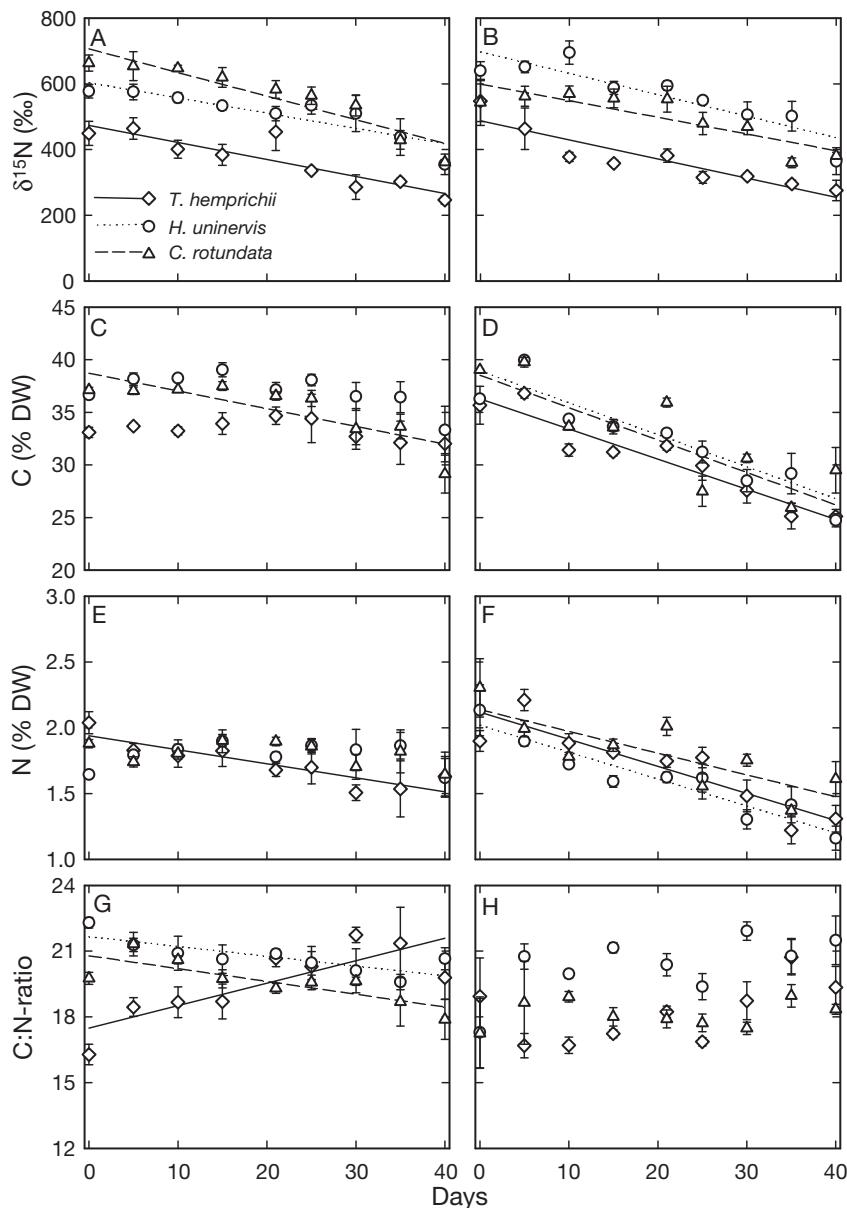 A
B
δ¹⁵N (‰)
800
600
400
200
0
T. hemprichii
H. uninervis
C. rotundata
C
D
C (% DW)
45
40
35
30
25
20
E
F
N (% DW)
3.0
2.5
2.0
1.5
1.0
G
H
C:N-ratio
24
21
18
15
12
0 10 20 30 40 0 10 20 30 40
Days